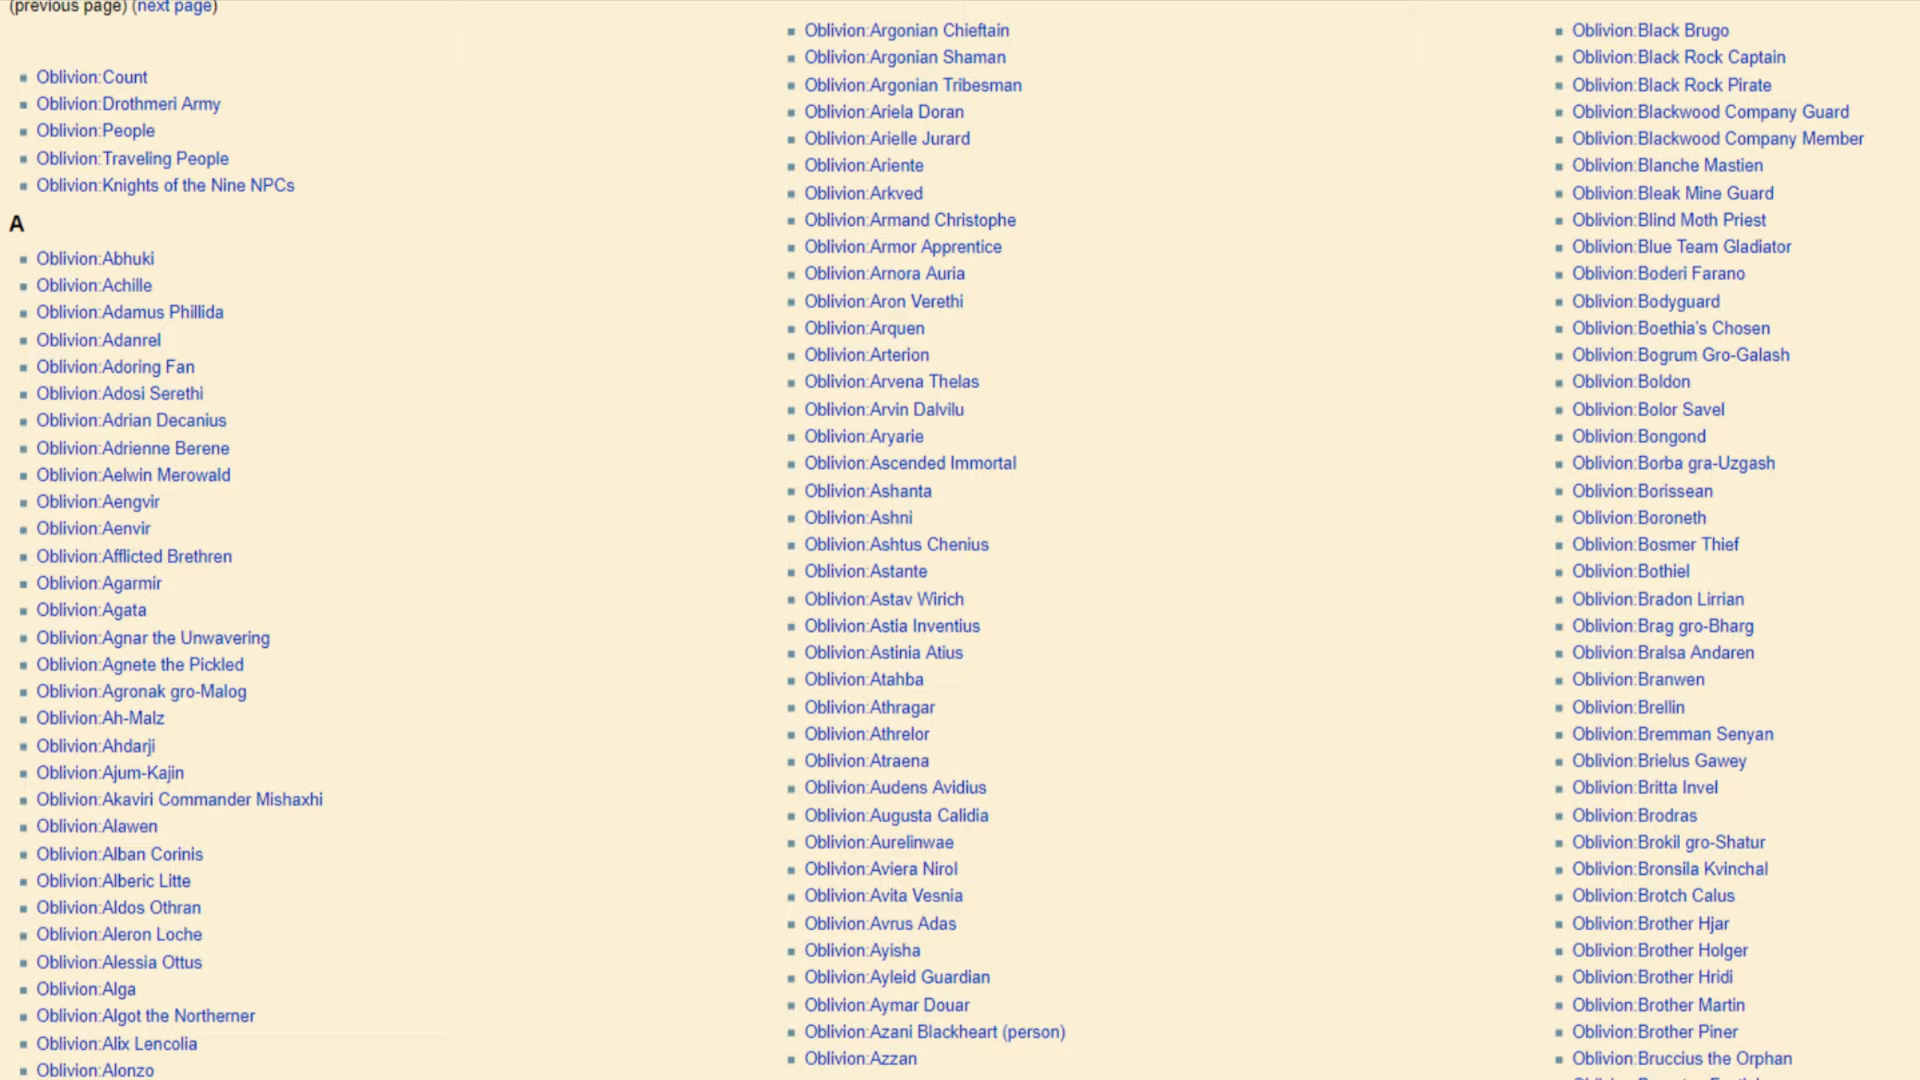 (previous page) (next page)
Oblivion:Count
Oblivion:Drothmeri Army
Oblivion:People
Oblivion:Traveling People
Oblivion:Knights of the Nine NPCs
A
Oblivion:Abhuki
Oblivion:Achille
Oblivion:Adamus Phillida
Oblivion:Adanrel
Oblivion:Adoring Fan
Oblivion:Adosi Serethi
Oblivion:Adrian Decanius
Oblivion:Adrienne Berene
Oblivion:Aelwin Merowald
Oblivion:Aengvir
Oblivion:Aenvir
Oblivion:Afflicted Brethren
Oblivion:Agarmir
Oblivion:Agata
Oblivion:Agnar the Unwavering
Oblivion:Agnete the Pickled
Oblivion:Agronak gro-Malog
Oblivion:Ah-Malz
Oblivion:Ahdarji
Oblivion:Ajum-Kajin
Oblivion:Akaviri Commander Mishaxhi
Oblivion:Alawen
Oblivion:Alban Corinis
Oblivion:Alberic Litte
Oblivion:Aldos Othran
Oblivion:Aleron Loche
Oblivion:Alessia Ottus
Oblivion:Alga
Oblivion:Algot the Northerner
Oblivion:Alix Lencolia
Oblivion:Alonzo
Oblivion:Argonian Chieftain
Oblivion:Argonian Shaman
Oblivion:Argonian Tribesman
Oblivion:Ariela Doran
Oblivion:Arielle Jurard
Oblivion:Ariente
Oblivion:Arkved
Oblivion:Armand Christophe
Oblivion:Armor Apprentice
Oblivion:Arnora Auria
Oblivion:Aron Verethi
Oblivion:Arquen
Oblivion:Arterion
Oblivion:Arvena Thelas
Oblivion:Arvin Dalvilu
Oblivion:Aryarie
Oblivion:Ascended Immortal
Oblivion:Ashanta
Oblivion:Ashni
Oblivion:Ashtus Chenius
Oblivion:Astante
Oblivion:Astav Wirich
Oblivion:Astia Inventius
Oblivion:Astinia Atius
Oblivion:Atahba
Oblivion:Athragar
Oblivion:Athrelor
Oblivion:Atraena
Oblivion:Audens Avidius
Oblivion:Augusta Calidia
Oblivion:Aurelinwae
Oblivion:Aviera Nirol
Oblivion:Avita Vesnia
Oblivion:Avrus Adas
Oblivion:Ayisha
Oblivion:Ayleid Guardian
Oblivion:Aymar Douar
Oblivion:Azani Blackheart (person)
Oblivion:Azzan
Oblivion:Black Brugo
Oblivion:Black Rock Captain
Oblivion:Black Rock Pirate
Oblivion:Blackwood Company Guard
Oblivion:Blackwood Company Member
Oblivion:Blanche Mastien
Oblivion:Bleak Mine Guard
Oblivion:Blind Moth Priest
Oblivion:Blue Team Gladiator
Oblivion:Boderi Farano
Oblivion:Bodyguard
Oblivion:Boethia's Chosen
Oblivion:Bogrum Gro-Galash
Oblivion:Boldon
Oblivion:Bolor Savel
Oblivion:Bongond
Oblivion:Borba gra-Uzgash
Oblivion:Borissean
Oblivion:Boroneth
Oblivion:Bosmer Thief
Oblivion:Bothiel
Oblivion:Bradon Lirrian
Oblivion:Brag gro-Bharg
Oblivion:Bralsa Andaren
Oblivion:Branwen
Oblivion:Brellin
Oblivion:Bremman Senyan
Oblivion:Brielus Gawey
Oblivion:Britta Invel
Oblivion:Brodras
Oblivion:Brokil gro-Shatur
Oblivion:Bronsila Kvinchal
Oblivion:Brotch Calus
Oblivion:Brother Hjar
Oblivion:Brother Holger
Oblivion:Brother Hridi
Oblivion:Brother Martin
Oblivion:Brother Piner
Oblivion:Bruccius the Orphan